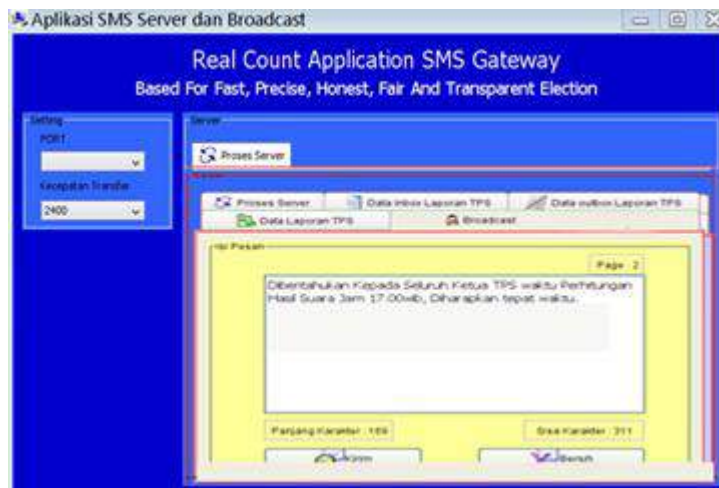 Aplikasi SMS Server dan Broadcast
Real Count Application SMS Gateway
Based For Fast, Precise, Honest, Fair And Transparent Election
Setting
PORT
Kecepatan Transfer
2400
Server
Proses Server
Proses Server
Data Inbox Laporan TPS
Data outbox Laporan TPS
Data Laporan TPS
Broadcast
Isi Pesan
Page 2
Diberitahukan Kepada Seluruh Ketua TPS waktu Perhitungan
Hasil Suara Jam 17.00wib, Diharapkan tepat waktu.
Panjang Karakter : 109
Sisa Karakter : 211
Kirim
Bersih